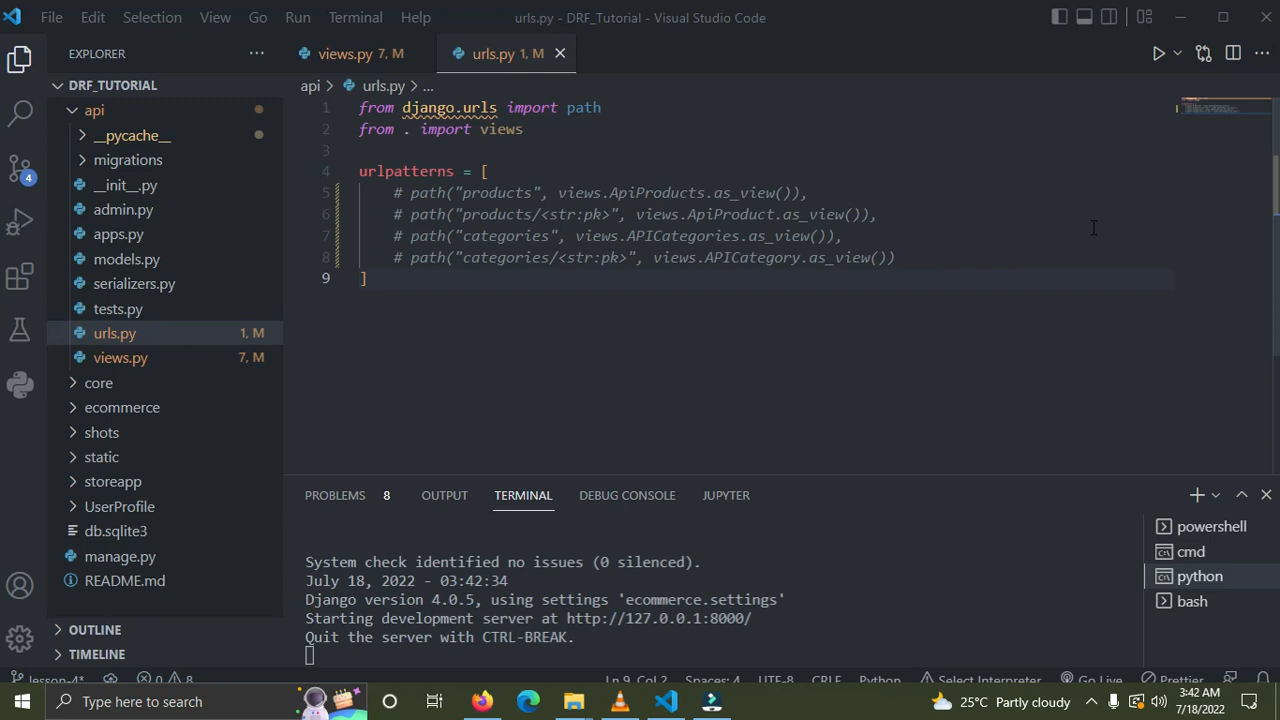 File Edit Selection View Go Run Terminal Help urls.py - DRF_Tutorial - Visual Studio Code
EXPLORER
views.py 7, M urls.py 1, M
DRF_TUTORIAL
api > urls.py > ...
api
__pycache__
migrations
__init__.py
admin.py
apps.py
models.py
serializers.py
tests.py
urls.py 1, M
views.py 7, M
core
ecommerce
shots
static
storeapp
UserProfile
db.sqlite3
manage.py
README.md
OUTLINE
TIMELINE
4
1 from django.urls import path
2 from . import views
3
4 urlpatterns = [
5 # path("products", views.ApiProducts.as_view()),
6 # path("products/<str:pk>", views.ApiProduct.as_view()),
7 # path("categories", views.APICategories.as_view()),
8 # path("categories/<str:pk>", views.APICategory.as_view())
9 ]
PROBLEMS 8 OUTPUT TERMINAL DEBUG CONSOLE JUPYTER
System check identified no issues (0 silenced).
July 18, 2022 - 03:42:34
Django version 4.0.5, using settings 'ecommerce.settings'
Starting development server at http://127.0.0.1:8000/
Quit the server with CTRL-BREAK.
powershell
cmd
python
bash
lesson-4* 0 8 Ln 9, Col 2 Spaces: 4 UTF-8 CRLF Python Select Interpreter Go Live Prettier
Type here to search
25°C Partly cloudy
3:42 AM
7/18/2022